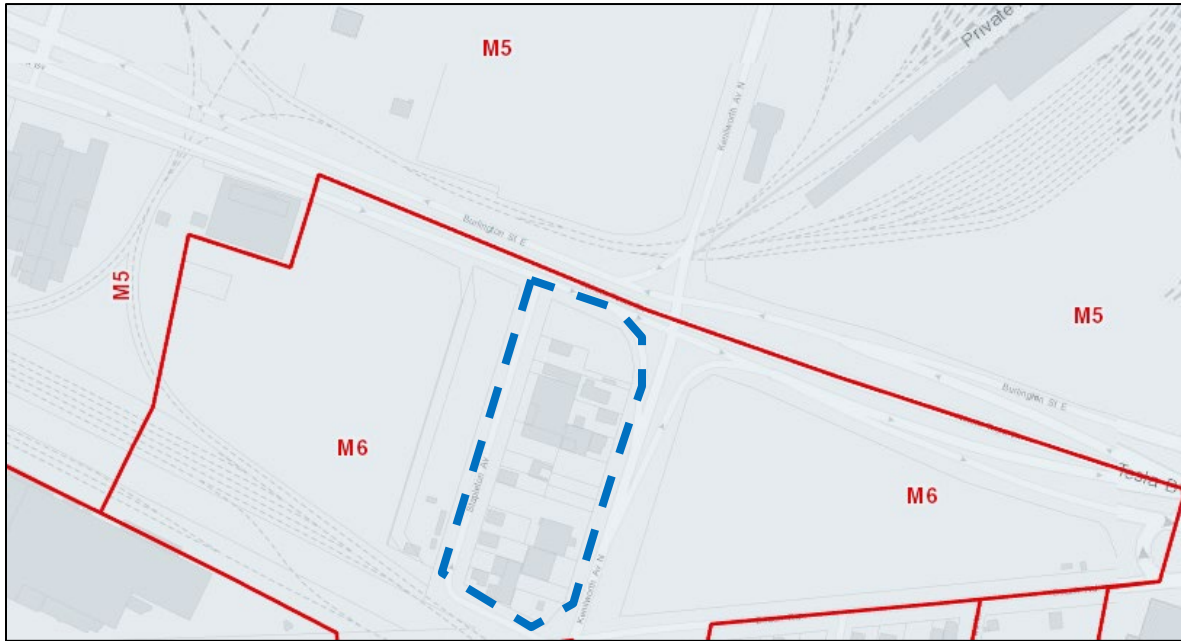 M5
Private
Kenilworth Av N
Burlington St E
M5
M5
M6
Burlington St E
Tesla B
M6
Stapleton Av
Kenilworth Av N